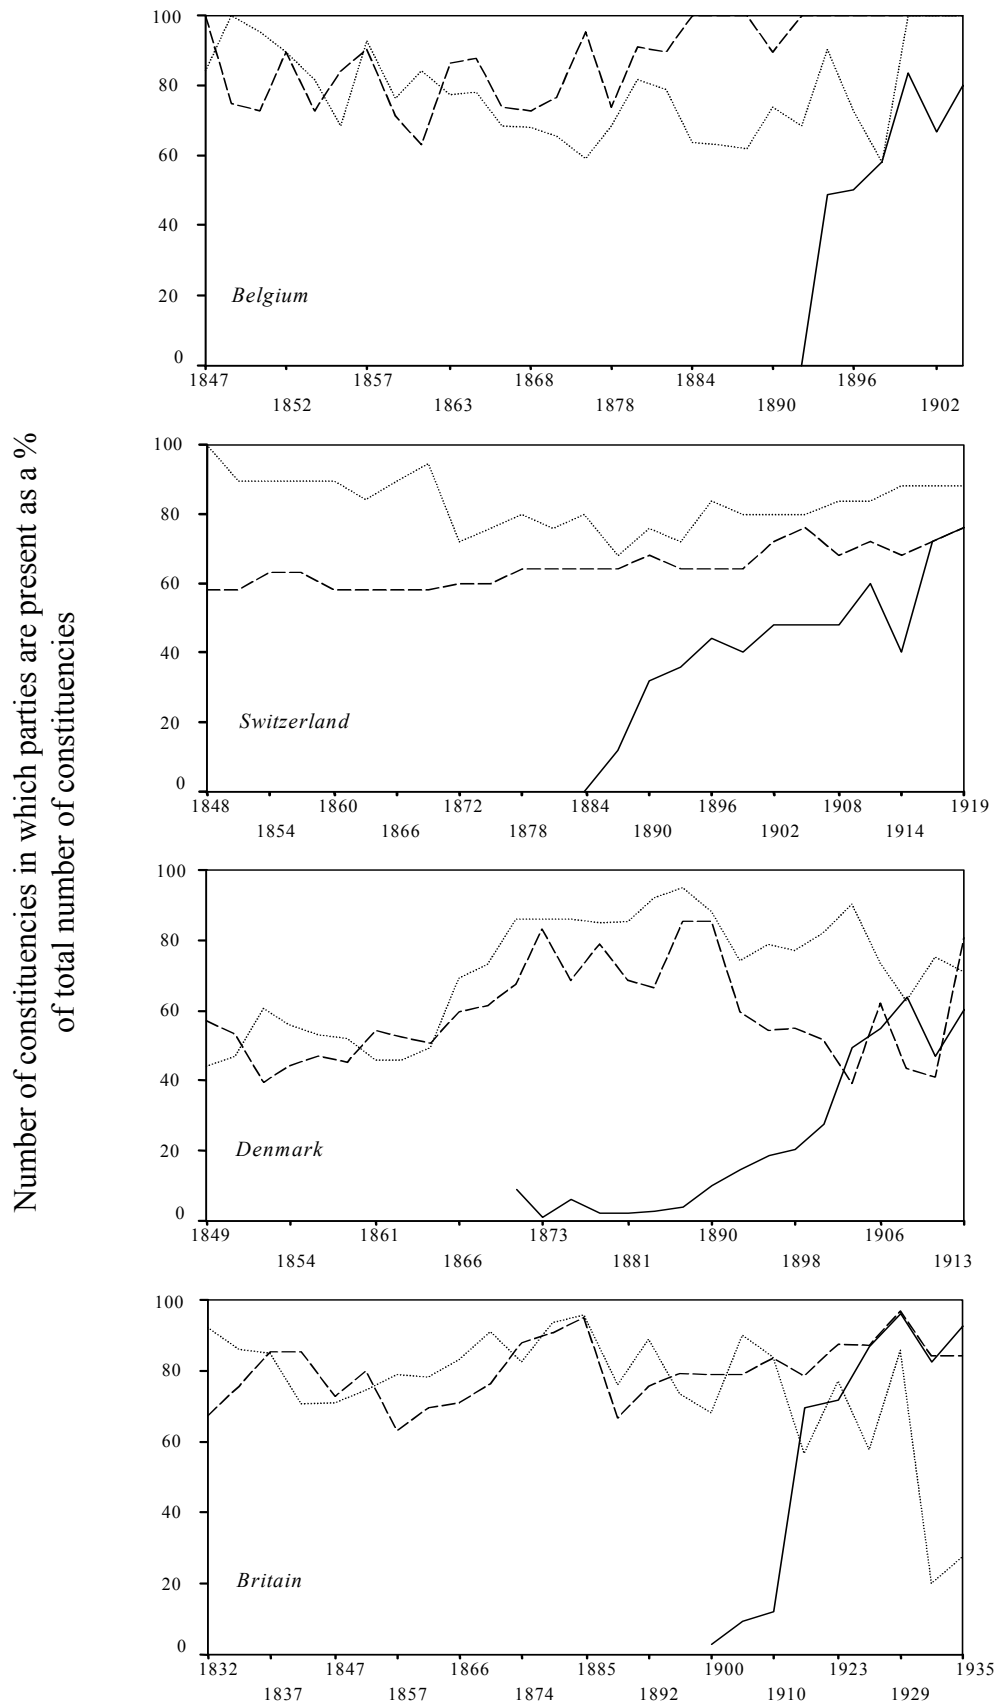 Number of constituencies in which parties are present as a %
of total number of constituencies
100
80
60
40
20
0
Belgium
1847 1857 1868 1884 1896
1852 1863 1878 1890 1902
100
80
60
40
20
0
Switzerland
1848 1860 1872 1884 1896 1908 1919
1854 1866 1878 1890 1902 1914
100
80
60
40
20
0
Denmark
1849 1861 1873 1890 1906
1854 1866 1881 1898 1913
100
80
60
40
20
0
Britain
1832 1847 1866 1885 1900 1923 1935
1837 1857 1874 1892 1910 1929